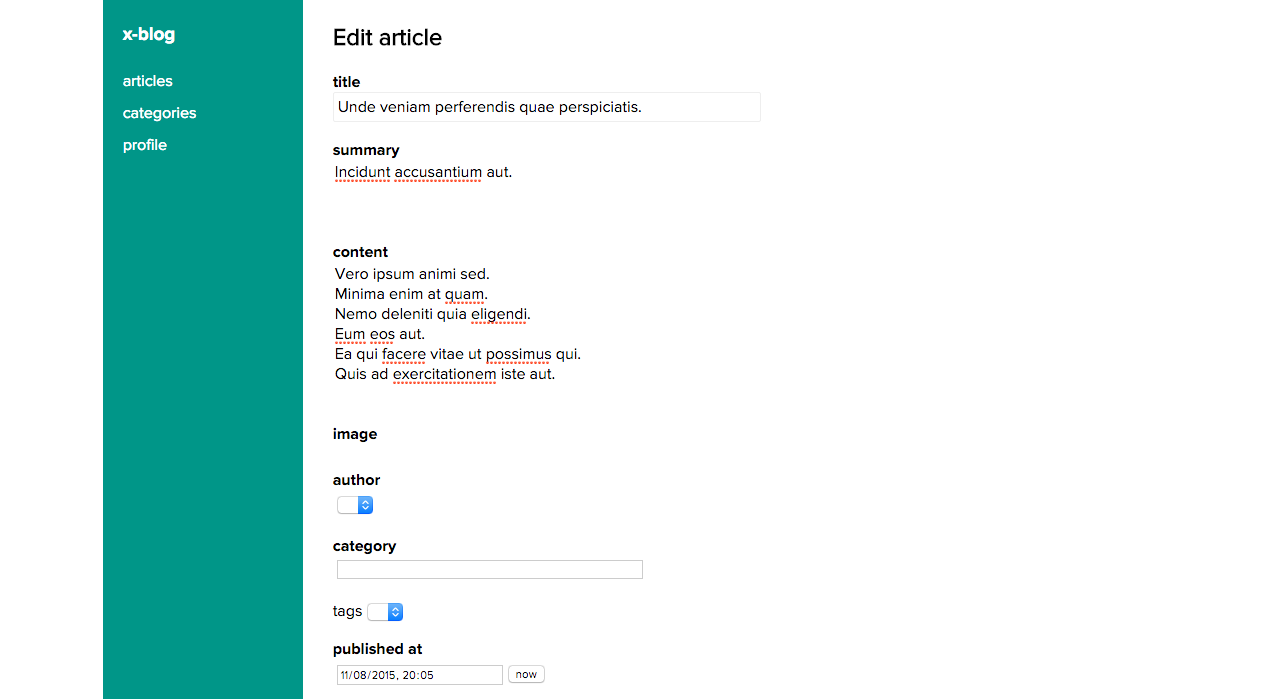 x-blog
articles
categories
profile
Edit article
title
Unde veniam perferendis quae perspiciatis.
summary
Incidunt accusantium aut.
content
Vero ipsum animi sed.
Minima enim at quam.
Nemo deleniti quia eligendi.
Eum eos aut.
Ea qui facere vitae ut possimus qui.
Quis ad exercitationem iste aut.
image
author
category
tags
published at
11/08/2015, 20:05 now